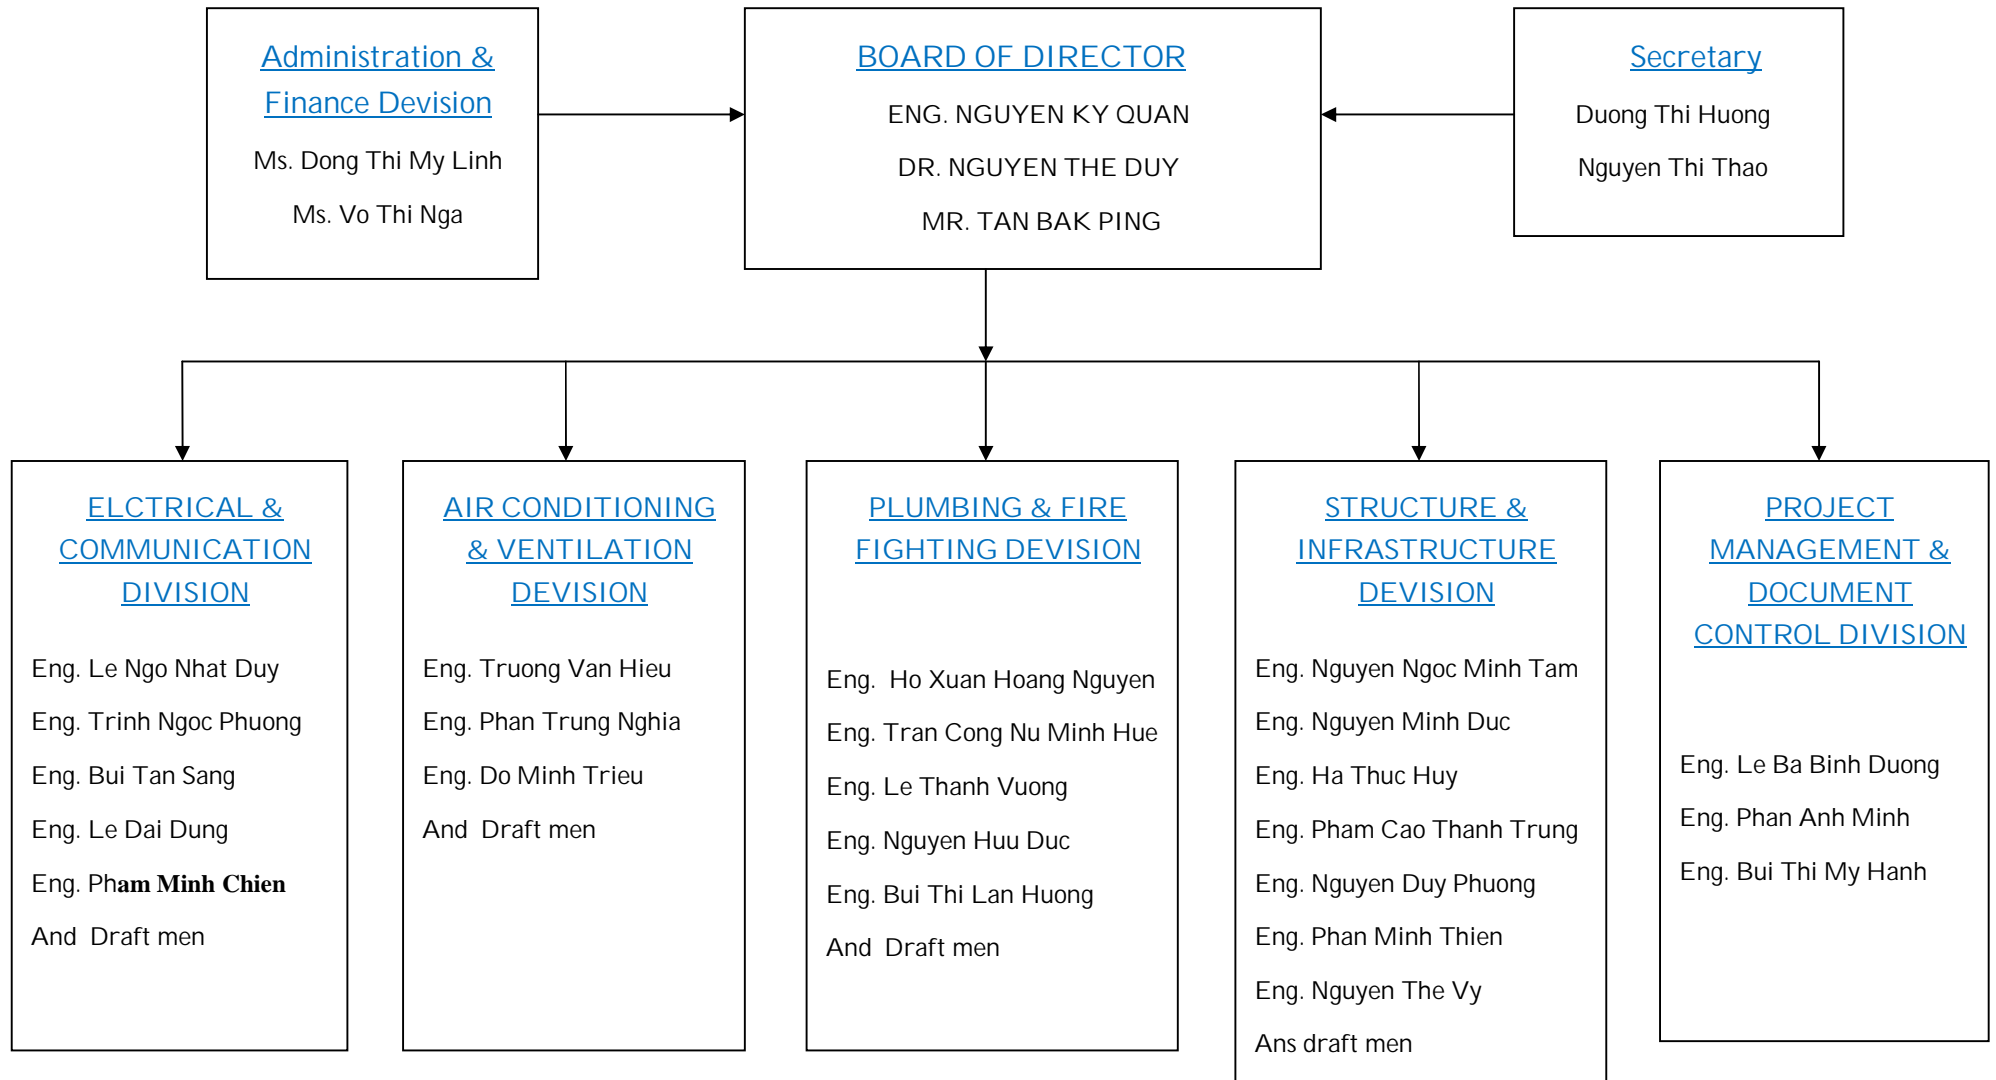 Administration &
Finance Devision
Ms. Dong Thi My Linh
Ms. Vo Thi Nga
BOARD OF DIRECTOR
ENG. NGUYEN KY QUAN
DR. NGUYEN THE DUY
MR. TAN BAK PING
Secretary
Duong Thi Huong
Nguyen Thi Thao
ELCTRICAL &
COMMUNICATION
DIVISION
Eng. Le Ngo Nhat Duy
Eng. Trinh Ngoc Phuong
Eng. Bui Tan Sang
Eng. Le Dai Dung
Eng. Pham Minh Chien
And Draft men
AIR CONDITIONING
& VENTILATION
DEVISION
Eng. Truong Van Hieu
Eng. Phan Trung Nghia
Eng. Do Minh Trieu
And Draft men
PLUMBING & FIRE
FIGHTING DEVISION
Eng. Ho Xuan Hoang Nguyen
Eng. Tran Cong Nu Minh Hue
Eng. Le Thanh Vuong
Eng. Nguyen Huu Duc
Eng. Bui Thi Lan Huong
And Draft men
STRUCTURE &
INFRASTRUCTURE
DEVISION
Eng. Nguyen Ngoc Minh Tam
Eng. Nguyen Minh Duc
Eng. Ha Thuc Huy
Eng. Pham Cao Thanh Trung
Eng. Nguyen Duy Phuong
Eng. Phan Minh Thien
Eng. Nguyen The Vy
Ans draft men
PROJECT
MANAGEMENT &
DOCUMENT
CONTROL DIVISION
Eng. Le Ba Binh Duong
Eng. Phan Anh Minh
Eng. Bui Thi My Hanh